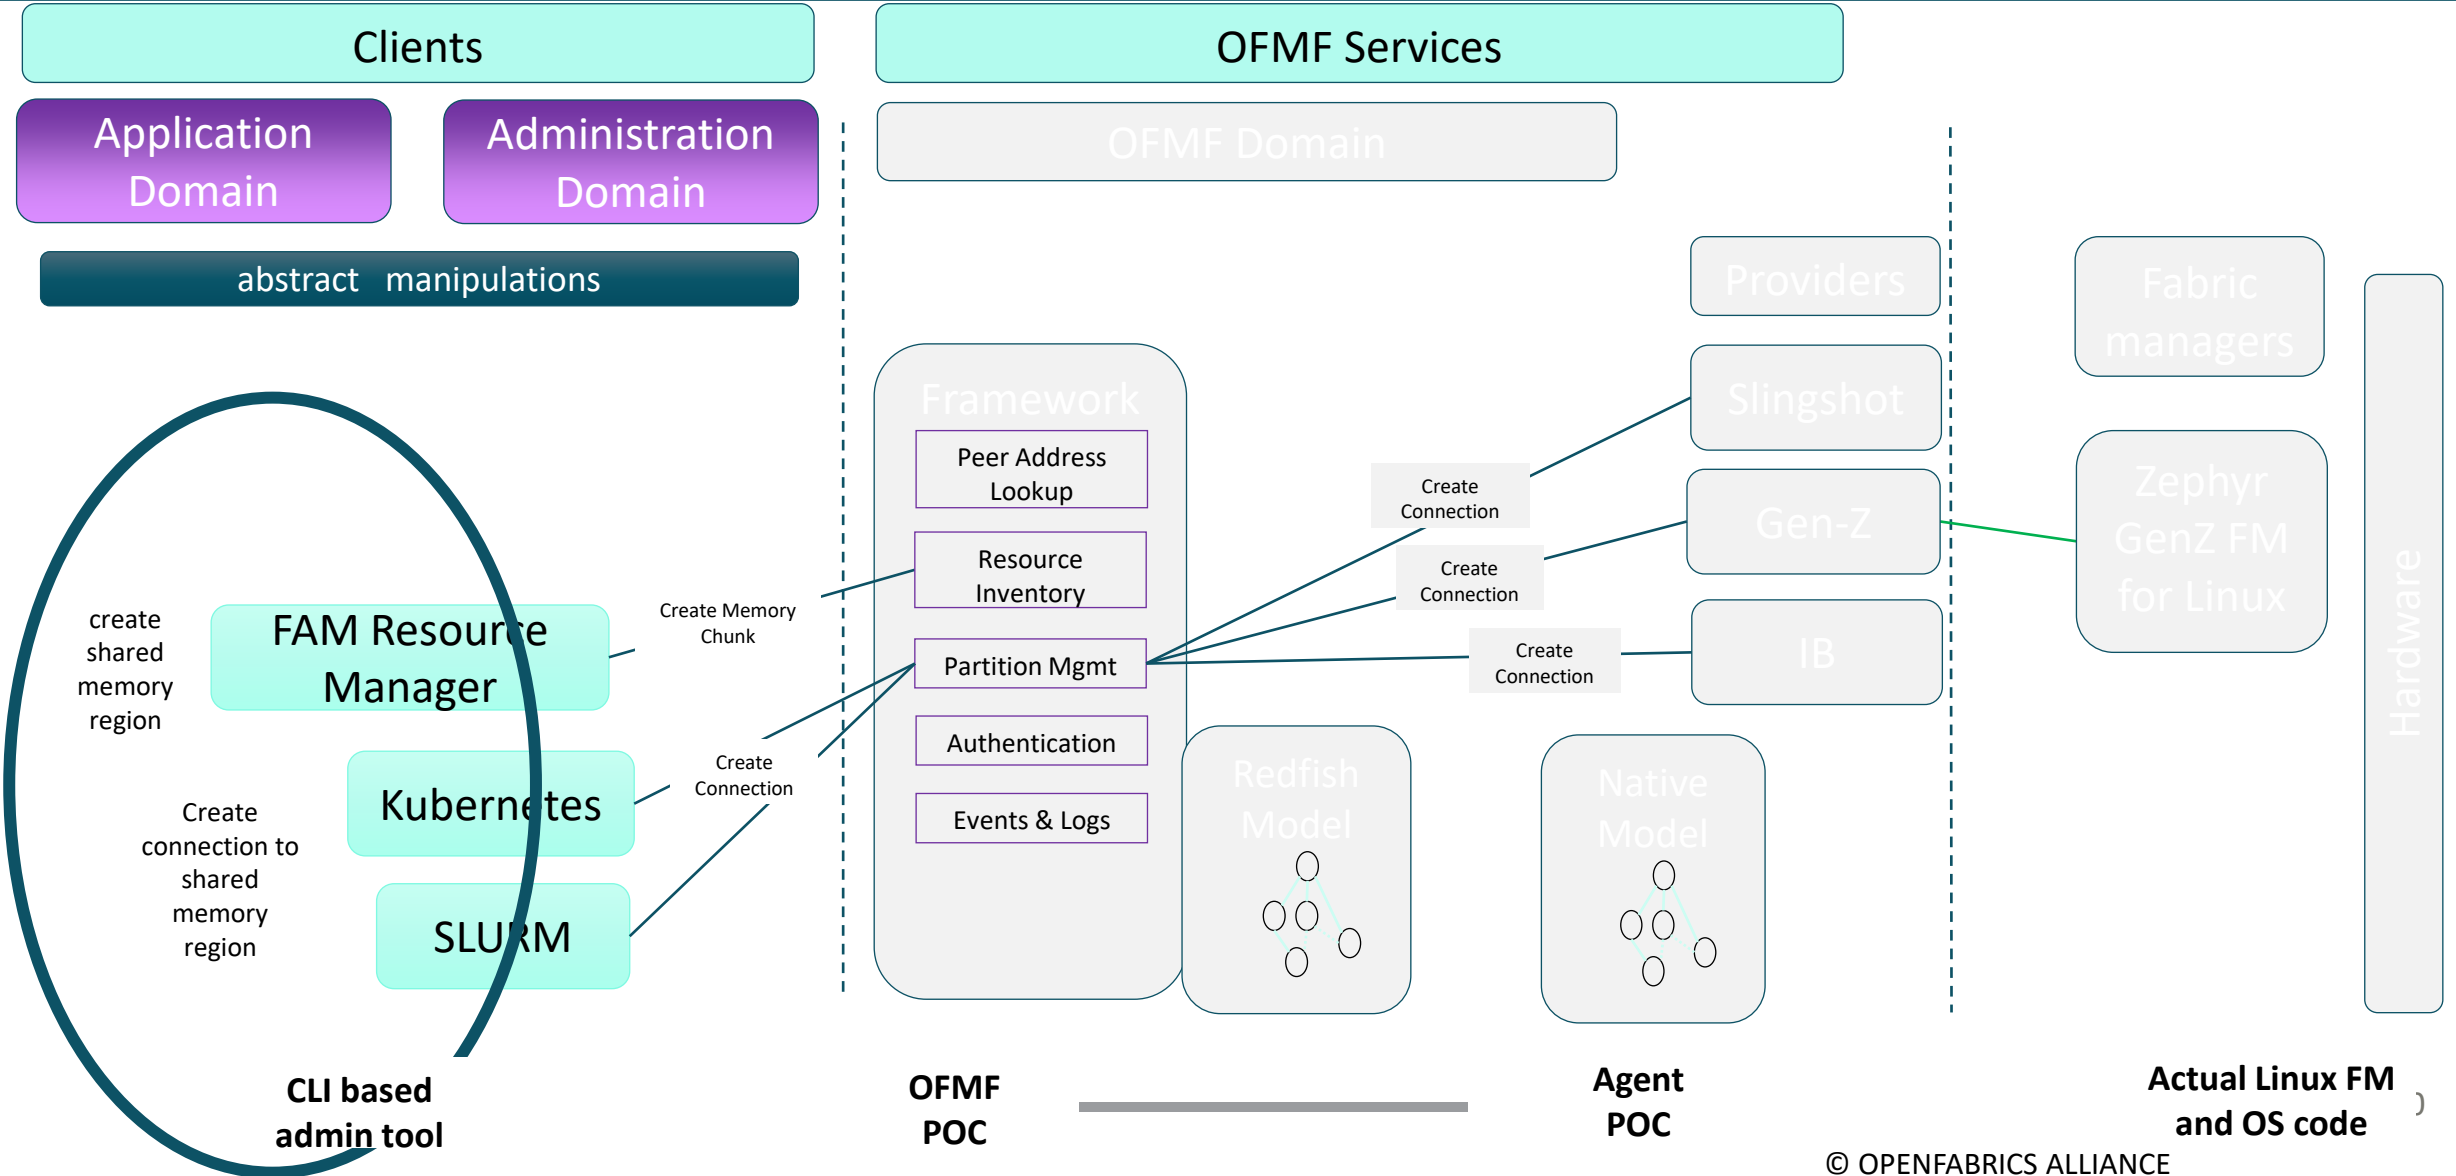 Clients
OFMF Services
Application
Domain
Administration
Domain
OFMF Domain
abstract manipulations
Providers
Fabric
managers
Framework
Slingshot
Peer Address
Lookup
Create
Connection
Gen-Z
Zephyr
GenZ FM
for Linux
Resource
Inventory
Create
Connection
create
shared
memory
region
FAM Resource
Manager
Create Memory
Chunk
Partition Mgmt
Create
Connection
IB
Hardware
Authentication
Create
Connection
Kubernetes
Redfish
Model
Native
Model
Events & Logs
Create
connection to
shared
memory
region
SLURM
CLI based
admin tool
OFMF
POC
Agent
POC
Actual Linux FM
and OS code
© OPENFABRICS ALLIANCE